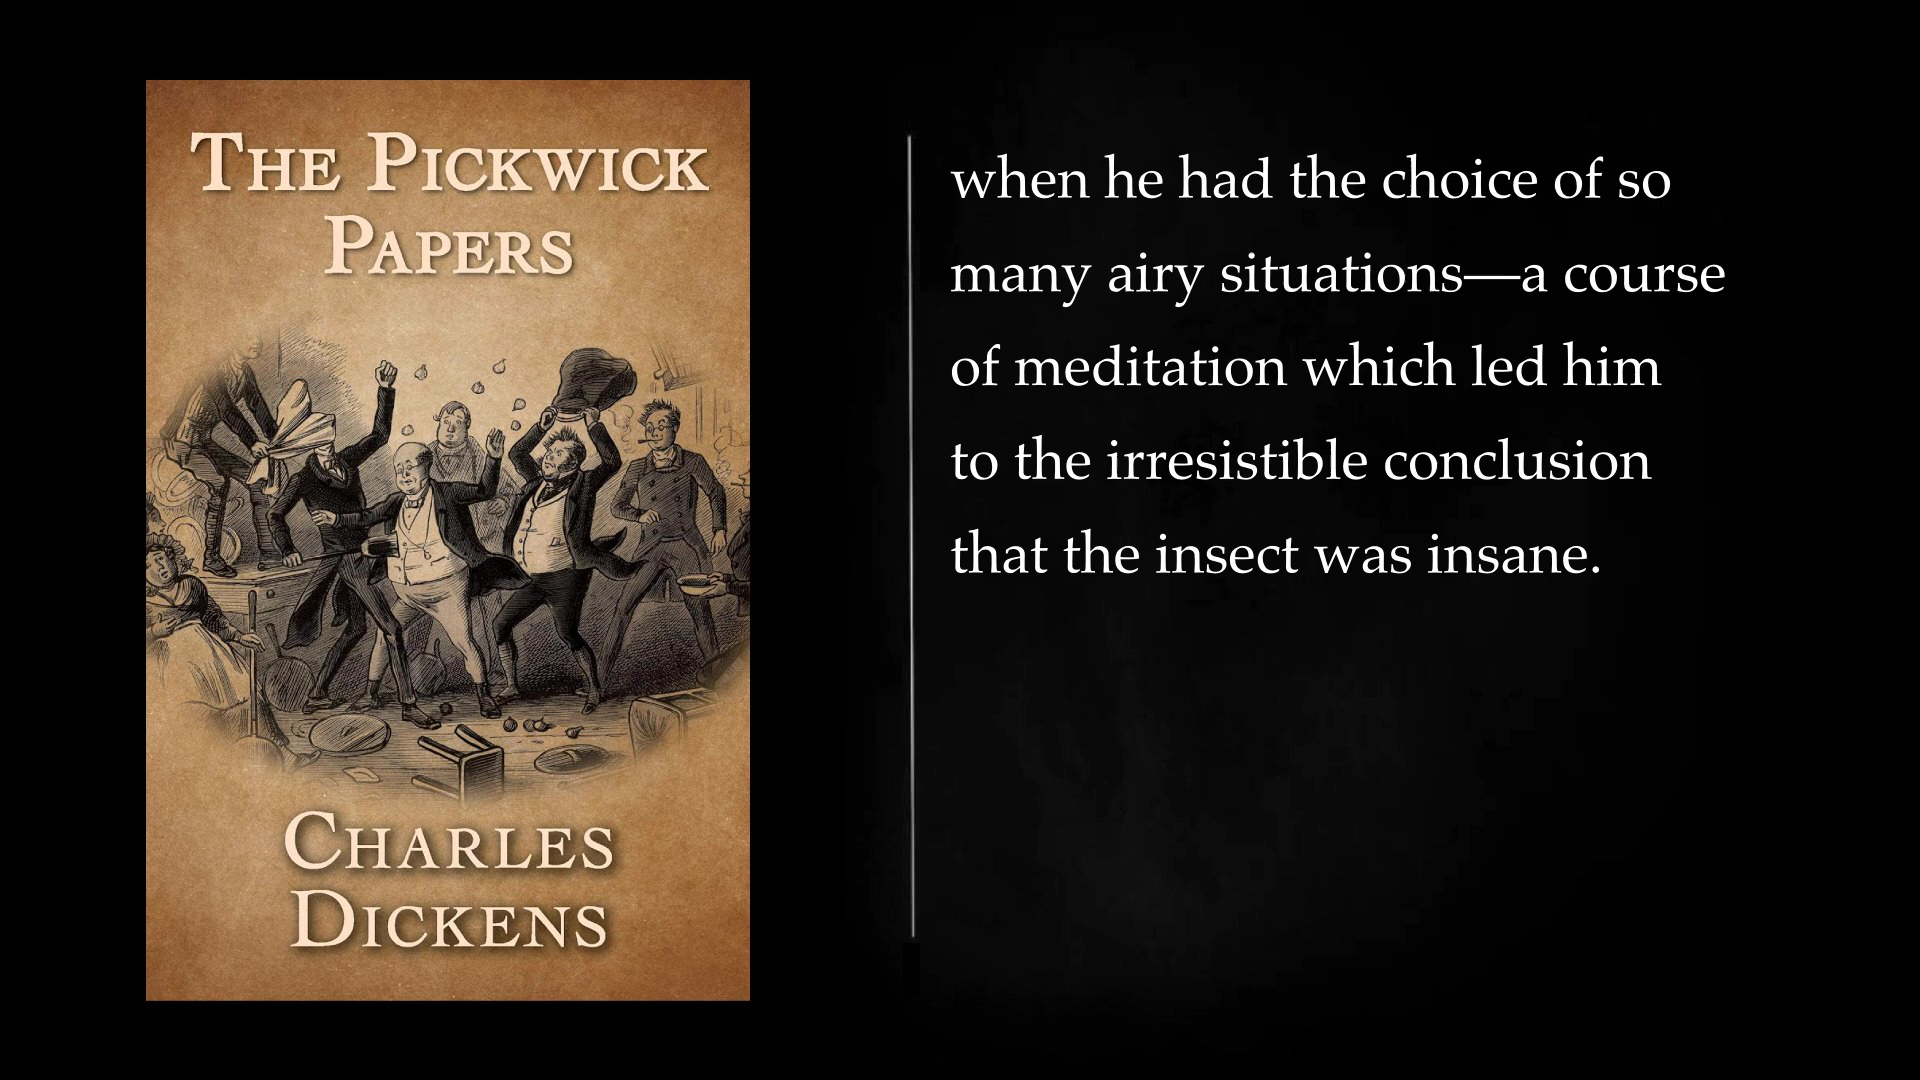 The Pickwick
Papers
Charles
Dickens
when he had the choice of so
many airy situations—a course
of meditation which led him
to the irresistible conclusion
that the insect was insane.